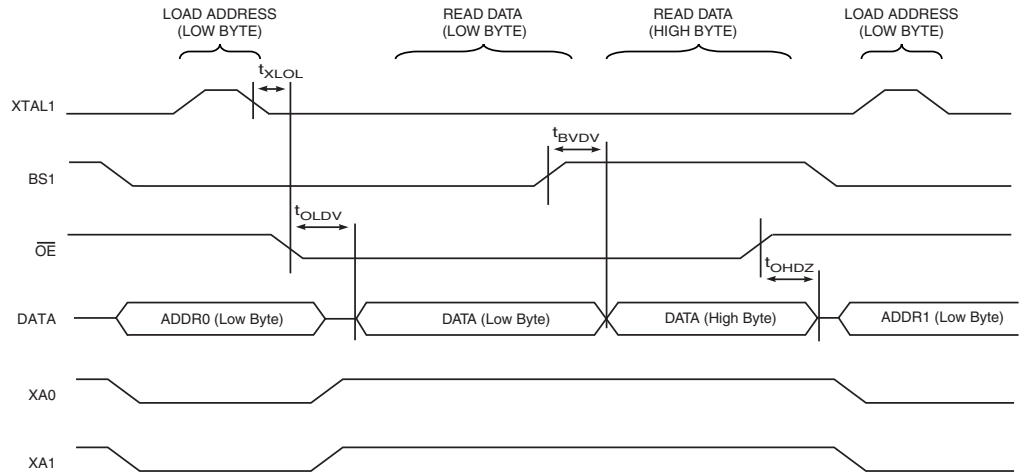 LOAD ADDRESS
(LOW BYTE)
READ DATA
(LOW BYTE)
READ DATA
(HIGH BYTE)
LOAD ADDRESS
(LOW BYTE)
tXLOL
XTAL1
tBVDV
BS1
tOLDV
OE
tOHDZ
DATA
ADDR0 (Low Byte)
DATA (Low Byte)
DATA (High Byte)
ADDR1 (Low Byte)
XA0
XA1